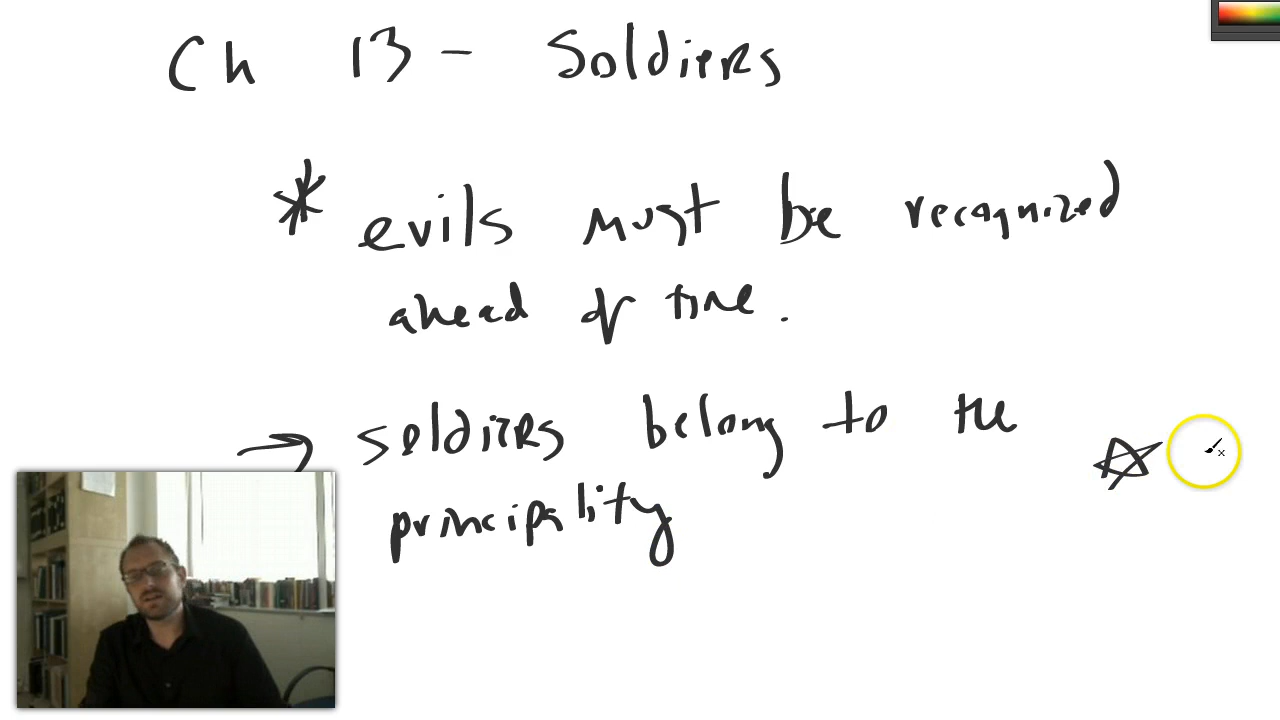 Ch 13 - Soldiers
* evils must be recognized
ahead of time.
→ soldiers belong to the
principality